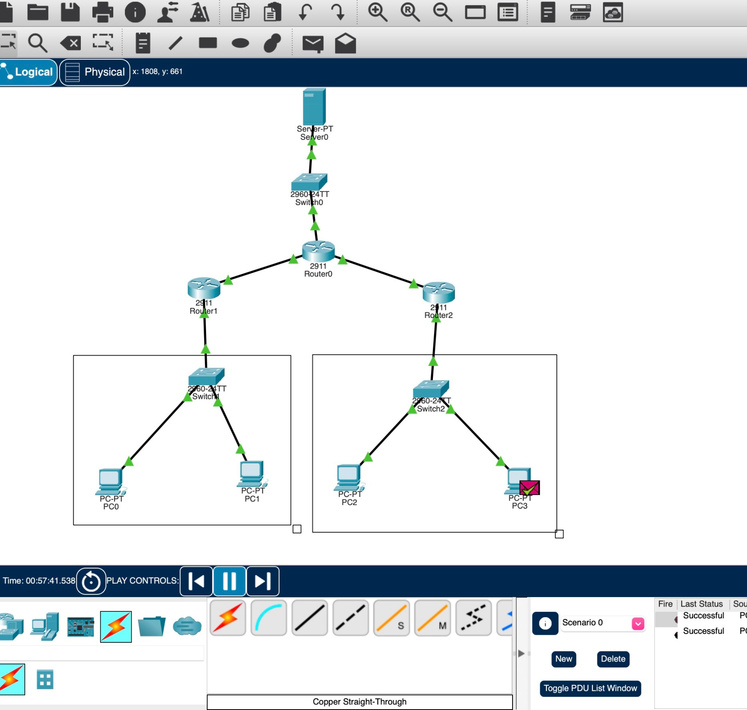 Logical
Physical
x: 1808, y: 661
Server-PT
Server0
2960-24TT
Switch0
2911
Router0
2911
Router1
2911
Router2
2960-24TT
Switch1
2960-24TT
Switch2
PC-PT
PC0
PC-PT
PC1
PC-PT
PC2
PC-PT
PC3
Time: 00:57:41.538
PLAY CONTROLS:
S
M
Scenario 0
Fire Last Status Sou
Successful PC
Successful PC
New
Delete
Toggle PDU List Window
Copper Straight-Through